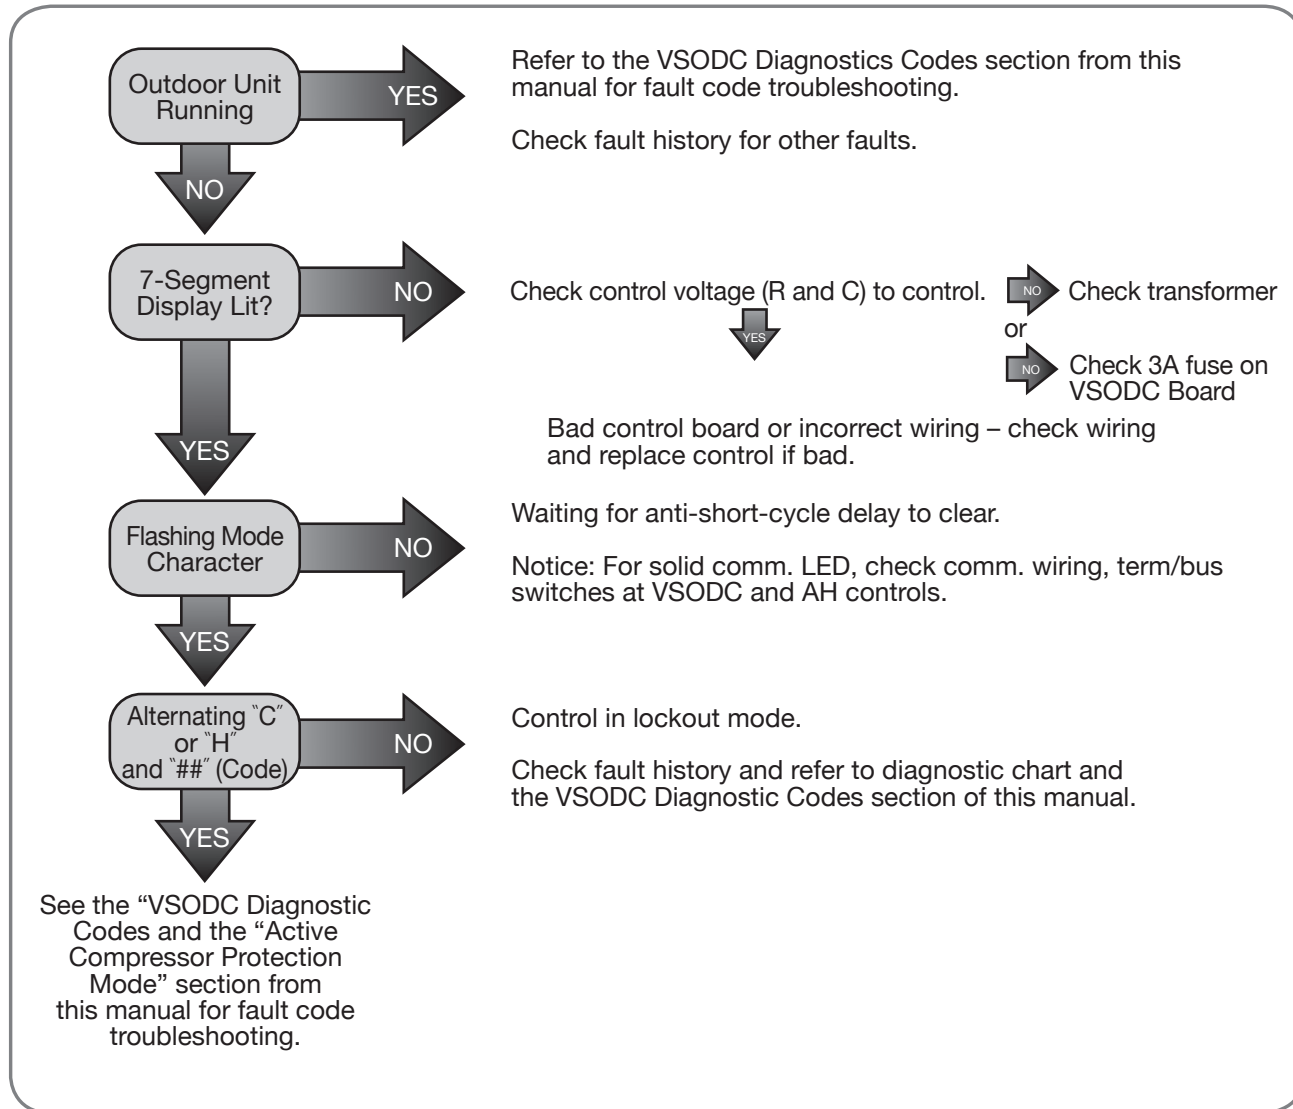 Outdoor Unit
Running
YES
Refer to the VSODC Diagnostics Codes section from this
manual for fault code troubleshooting.
Check fault history for other faults.
NO
7-Segment
Display Lit?
NO
Check control voltage (R and C) to control.
NO
Check transformer
or
YES
NO
Check 3A fuse on
VSODC Board
Bad control board or incorrect wiring – check wiring
and replace control if bad.
YES
Flashing Mode
Character
NO
Waiting for anti-short-cycle delay to clear.
Notice: For solid comm. LED, check comm. wiring, term/bus
switches at VSODC and AH controls.
YES
Alternating "C"
or "H"
and "##" (Code)
NO
Control in lockout mode.
Check fault history and refer to diagnostic chart and
the VSODC Diagnostic Codes section of this manual.
YES
See the “VSODC Diagnostic
Codes and the “Active
Compressor Protection
Mode” section from
this manual for fault code
troubleshooting.